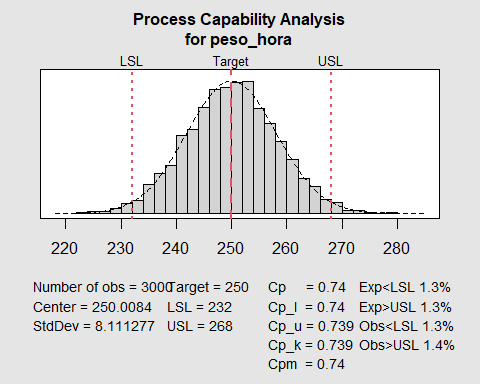 Process Capability Analysis
for peso_hora
LSL Target USL
220 230 240 250 260 270 280
Number of obs = 3000 Target = 250 Cp = 0.74 Exp<LSL 1.3%
Center = 250.0084 LSL = 232 Cp_l = 0.74 Exp>USL 1.3%
StdDev = 8.111277 USL = 268 Cp_u = 0.739 Obs<LSL 1.3%
Cp_k = 0.739 Obs>USL 1.4%
Cpm = 0.74